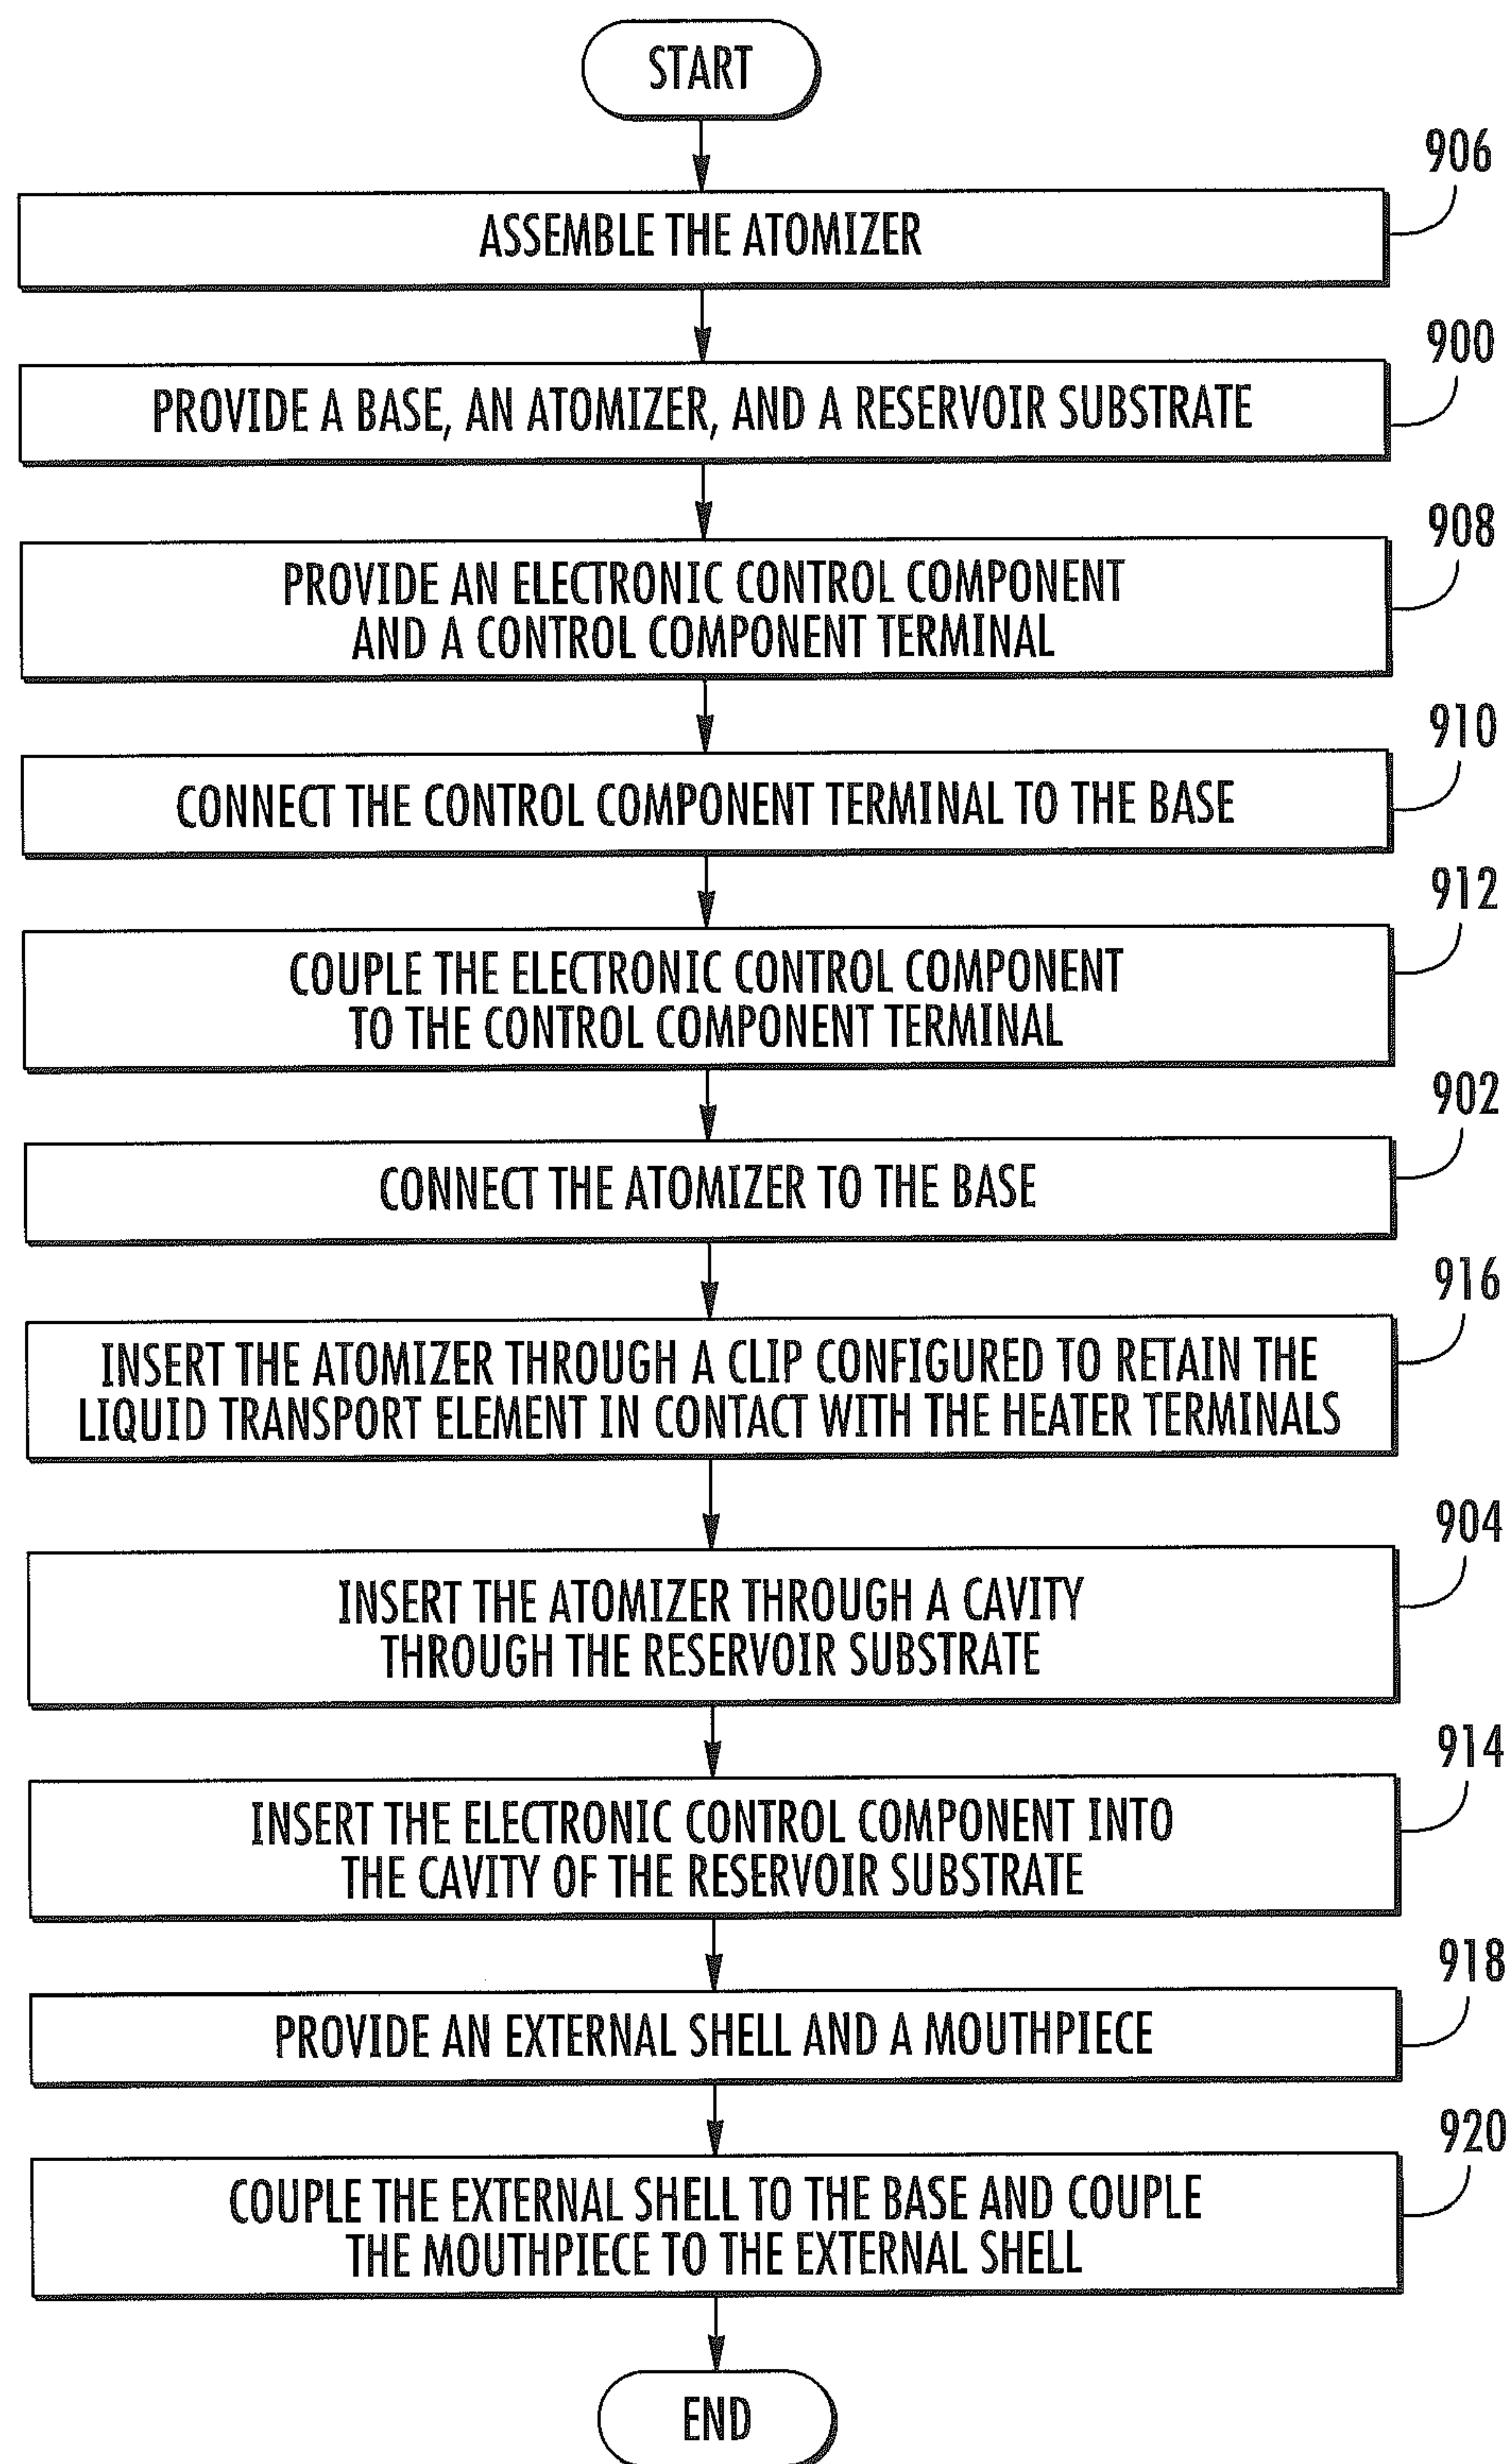 START
906
ASSEMBLE THE ATOMIZER
900
PROVIDE A BASE, AN ATOMIZER, AND A RESERVOIR SUBSTRATE
908
PROVIDE AN ELECTRONIC CONTROL COMPONENT
AND A CONTROL COMPONENT TERMINAL
910
CONNECT THE CONTROL COMPONENT TERMINAL TO THE BASE
912
COUPLE THE ELECTRONIC CONTROL COMPONENT
TO THE CONTROL COMPONENT TERMINAL
902
CONNECT THE ATOMIZER TO THE BASE
916
INSERT THE ATOMIZER THROUGH A CLIP CONFIGURED TO RETAIN THE
LIQUID TRANSPORT ELEMENT IN CONTACT WITH THE HEATER TERMINALS
904
INSERT THE ATOMIZER THROUGH A CAVITY
THROUGH THE RESERVOIR SUBSTRATE
914
INSERT THE ELECTRONIC CONTROL COMPONENT INTO
THE CAVITY OF THE RESERVOIR SUBSTRATE
918
PROVIDE AN EXTERNAL SHELL AND A MOUTHPIECE
920
COUPLE THE EXTERNAL SHELL TO THE BASE AND COUPLE
THE MOUTHPIECE TO THE EXTERNAL SHELL
END